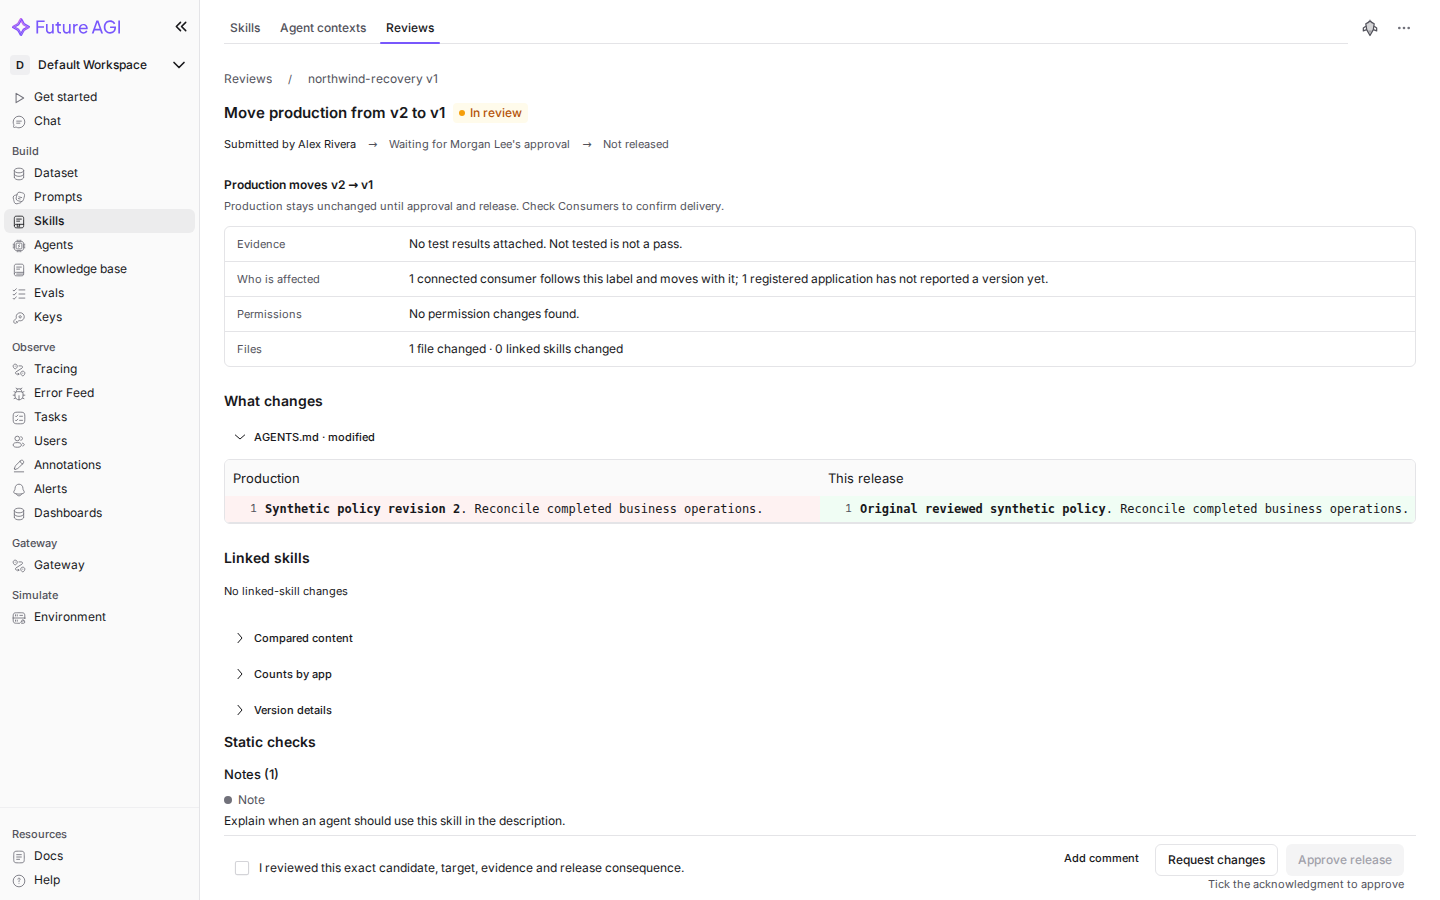 Future AGI
D Default Workspace
Get started
Chat
Build
Dataset
Prompts
Skills
Agents
Knowledge base
Evals
Keys
Observe
Tracing
Error Feed
Tasks
Users
Annotations
Alerts
Dashboards
Gateway
Gateway
Simulate
Environment
Resources
Docs
Help
Skills Agent contexts Reviews
Reviews / northwind-recovery v1
Move production from v2 to v1 In review
Submitted by Alex Rivera → Waiting for Morgan Lee's approval → Not released
Production moves v2 → v1
Production stays unchanged until approval and release. Check Consumers to confirm delivery.
Evidence No test results attached. Not tested is not a pass.
Who is affected 1 connected consumer follows this label and moves with it; 1 registered application has not reported a version yet.
Permissions No permission changes found.
Files 1 file changed · 0 linked skills changed
What changes
AGENTS.md · modified
Production This release
1 Synthetic policy revision 2. Reconcile completed business operations. 1 Original reviewed synthetic policy. Reconcile completed business operations.
Linked skills
No linked-skill changes
Compared content
Counts by app
Version details
Static checks
Notes (1)
Note
Explain when an agent should use this skill in the description.
I reviewed this exact candidate, target, evidence and release consequence. Add comment Request changes Approve release
Tick the acknowledgment to approve